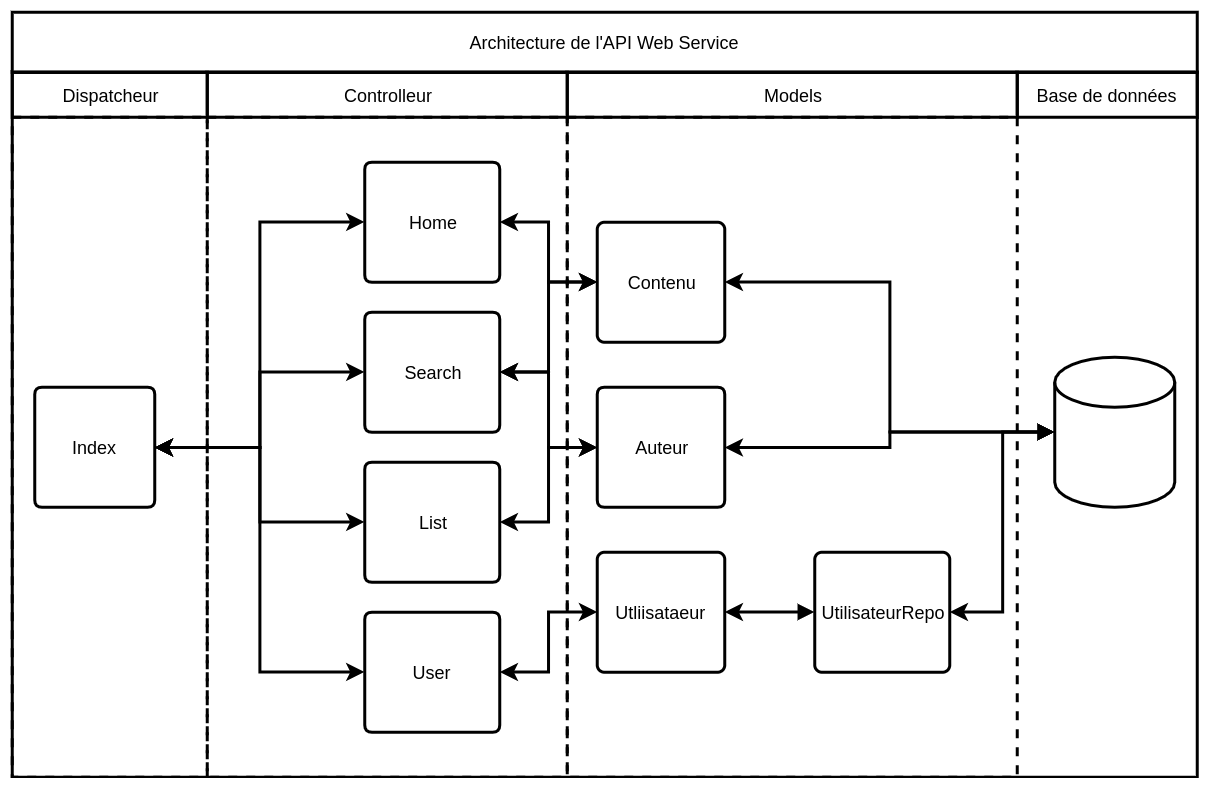 Architecture de l'API Web Service
Dispatcheur
Controlleur
Models
Base de données
Home
Contenu
Search
Index
Auteur
List
Utliisataeur
UtilisateurRepo
User